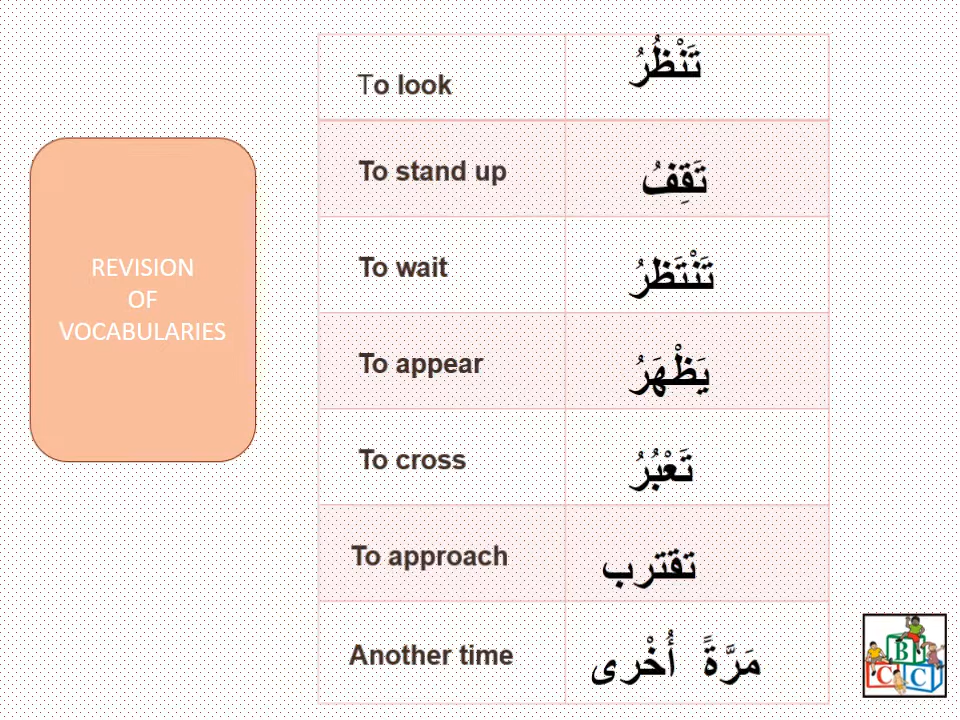 REVISION
OF
VOCABULARIES
To look تَنْظُرُ
To stand up تَقِفُ
To wait تَنْتَظرُ
To appear يَظْهَرُ
To cross تَعْبُرُ
To approach تقترب
Another time مَرَّةً أُخْرى
B
C C